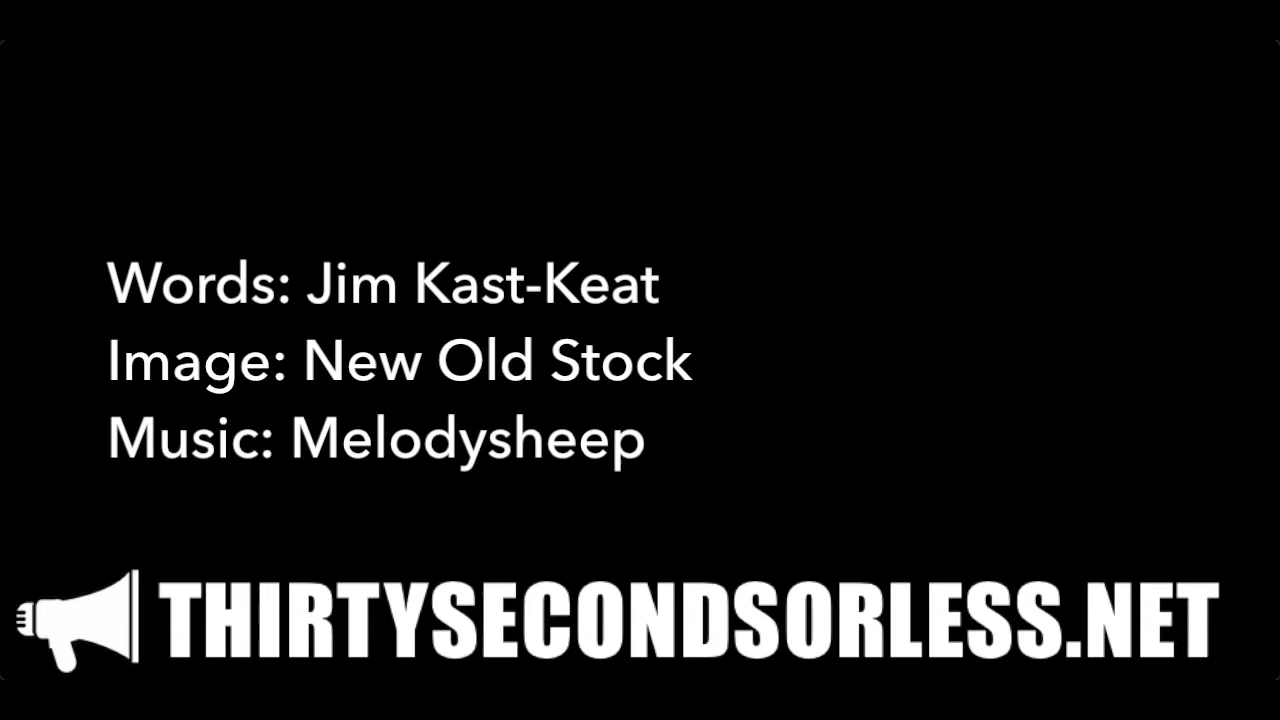 Words: Jim Kast-Keat
Image: New Old Stock
Music: Melodysheep
THIRTYSECONDSORLESS.NET